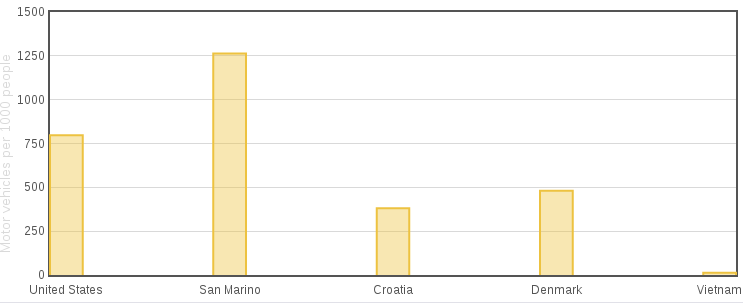 1500
1250
1000
750
500
250
0
Motor vehicles per 1000 people
United States
San Marino
Croatia
Denmark
Vietnam